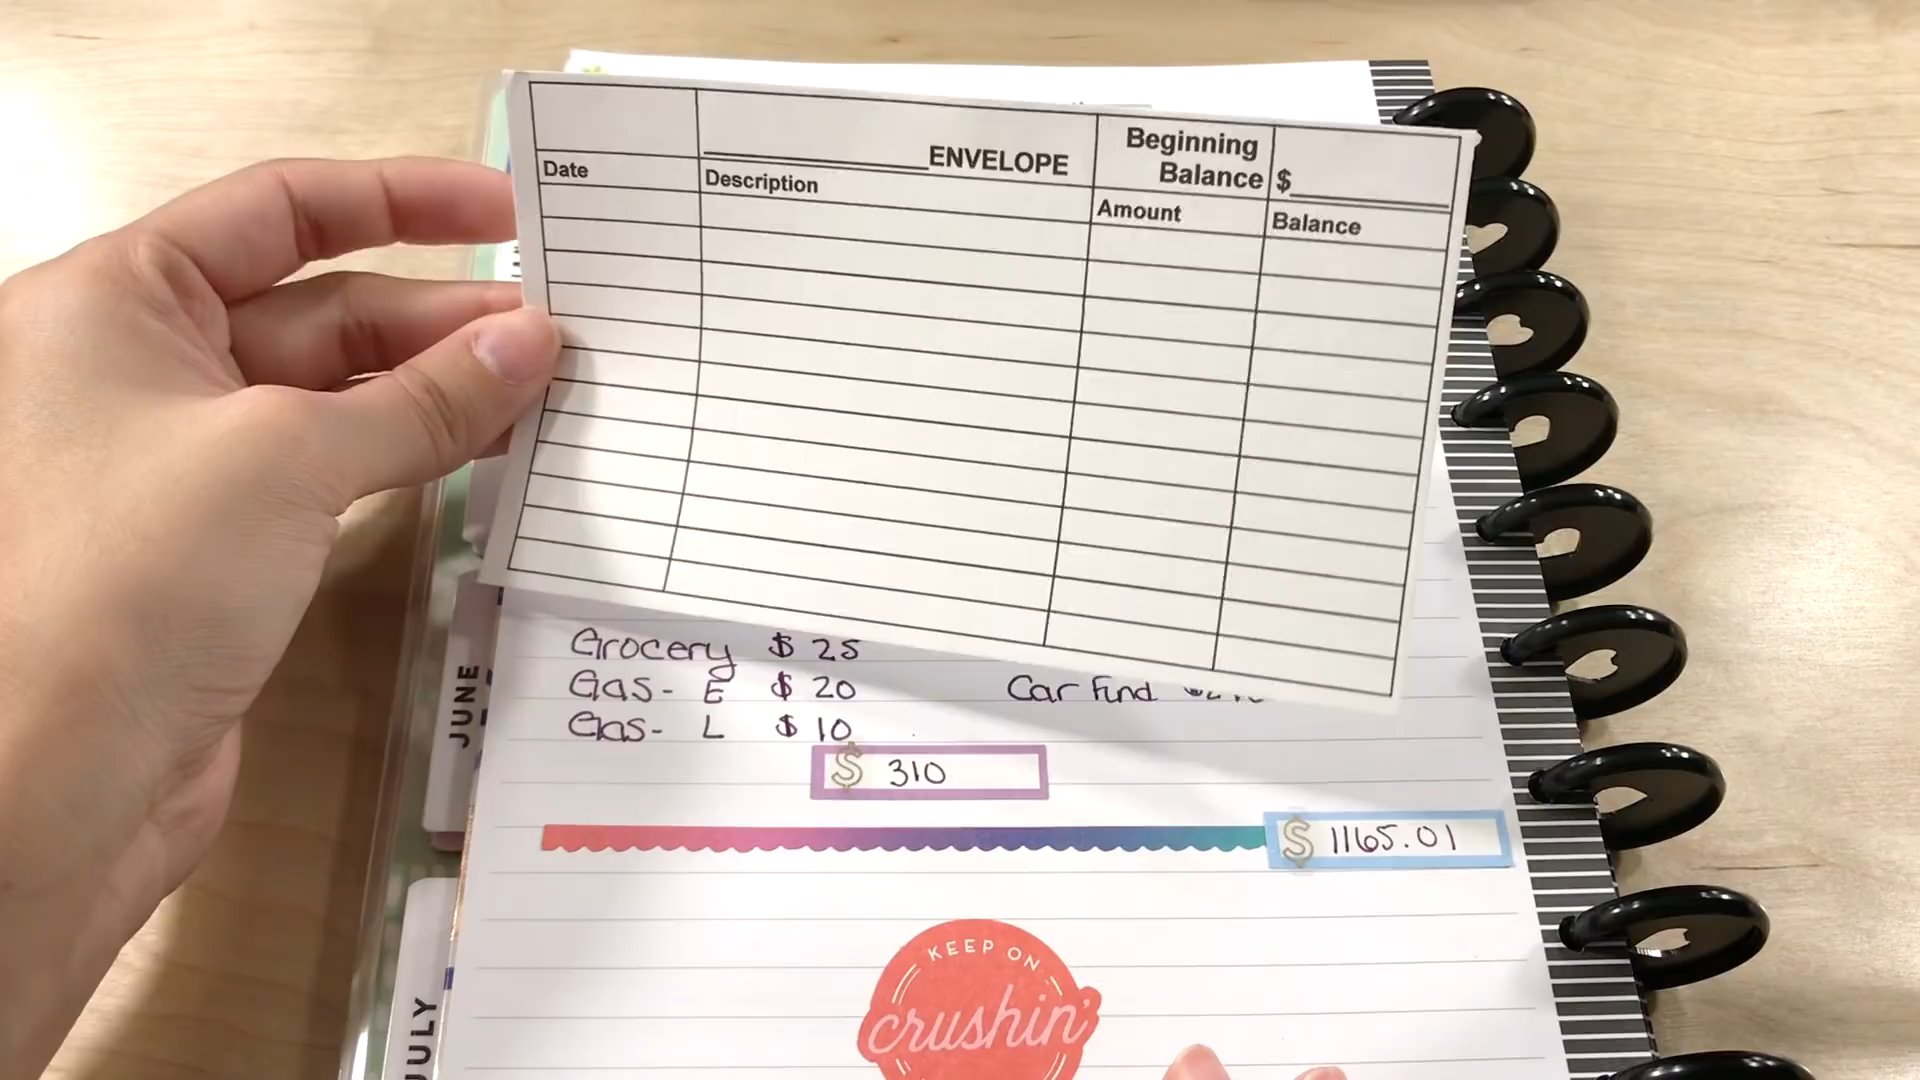 ENVELOPE
Beginning
Balance $
Date Description Amount Balance
Grocery $ 25
Gas- E $ 20 Car Fund
Gas- L $ 10
$ 310
$ 1165.01
JUNE
JULY
KEEP ON
crushin'